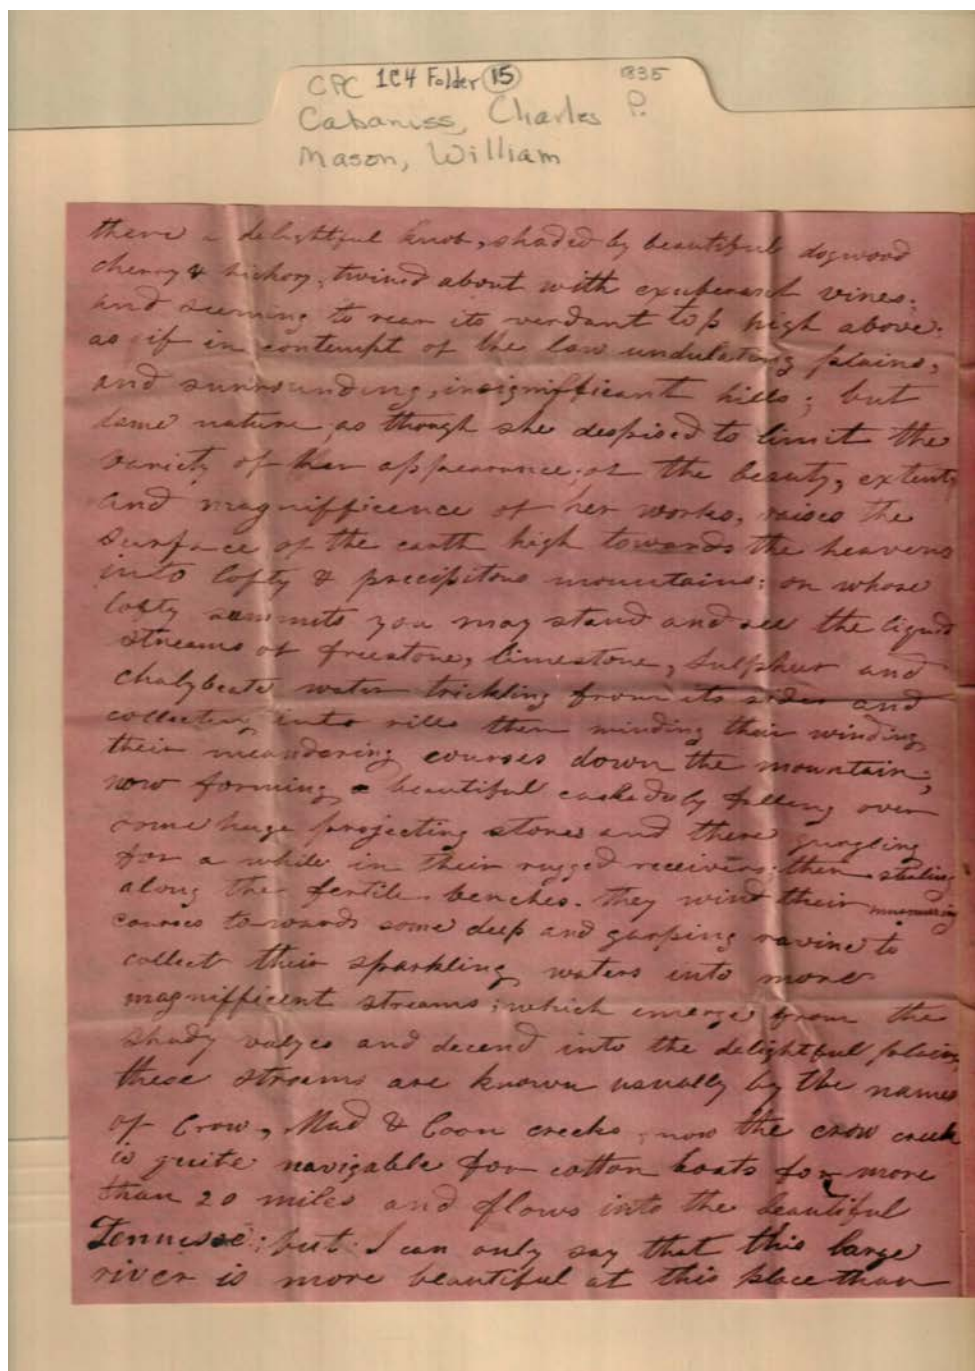 CPC 1C4 Folder 15 1835
Cabaniss, Charles P.
Mason, William
there a delightful knob, shaded by beautiful dogwood
cherry & hickory, twined about with exuberant vines;
and seeming to rear its verdant top high above;
as if in contempt of the low undulating plains,
and surrounding, insignifficant hills; but
dame nature, as though she despised to limit the
variety of her appearance; or the beauty, extent,
and magnifficence of her works, raises the
surface of the earth high towards the heavens
into lofty & precipitous mountains; on whose
lofty summits you may stand and see the liquid
streams of freestone, limestone, sulpheur and
chalybeate water trickling from its sides and
collecting into rills then winding their winding
their meandering courses down the mountain;
now forming a beautiful by falling over
some huge projecting stones and there gurgling
for a while in their rugged receivers; then stealing
along the fertile benches. they wind their murmuring
courses towards some deep and garping ravine to
collect their sparkling waters into more
magnifficent streams; which emerge from the
shady valyes and decend into the delightful plains
these streams are known usually by the names
of Crow, Mud & Coon creeks, now the crow creek
is quite navigable for cotton boats for more
than 20 miles and flows into the beautiful
Tennessee; but I can only say that this large
river is more beautiful at this place than